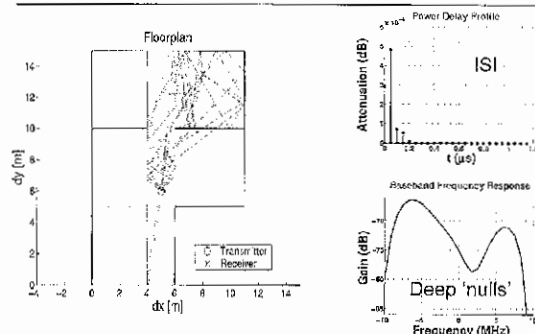 Floorplan
dy [m]
14
12
10
8
6
4
2
0
-4 -2 0 2 4 6 8 10 12 14
dx [m]
Transmitter
Receiver
Power Delay Profile
Attenuation (dB)
ISI
t (µs)
Baseband Frequency Response
Gain (dB)
Deep 'nulls'
Frequency (MHz)